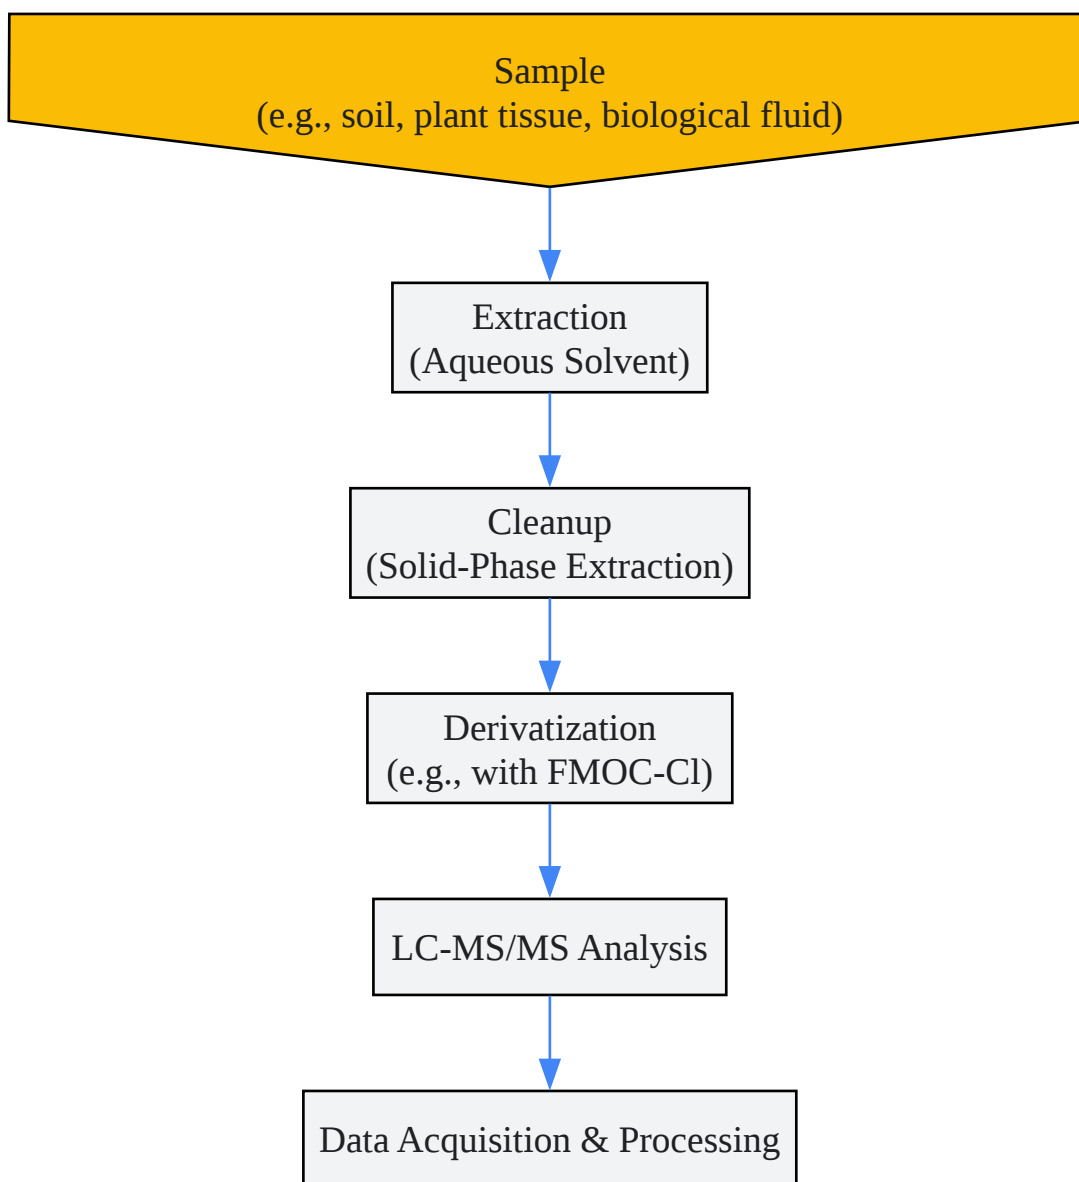 Sample
(e.g., soil, plant tissue, biological fluid)
Extraction
(Aqueous Solvent)
Cleanup
(Solid-Phase Extraction)
Derivatization
(e.g., with FMOC-Cl)
LC-MS/MS Analysis
Data Acquisition & Processing